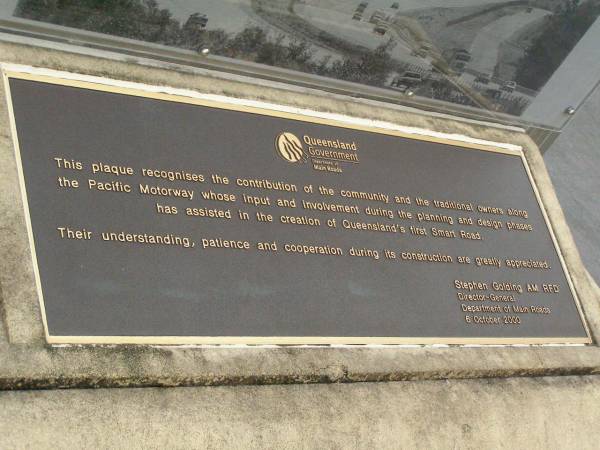 Queensland
Government
Department of
Main Roads
This plaque recognises the contribution of the community and the traditional owners along
the Pacific Motorway whose input and involvement during the planning and design phases
has assisted in the creation of Queensland's first Smart Road.
Their understanding, patience and cooperation during its construction are greatly appreciated.
Stephen Golding AM RFD
Director-General
Department of Main Roads
6 October 2000